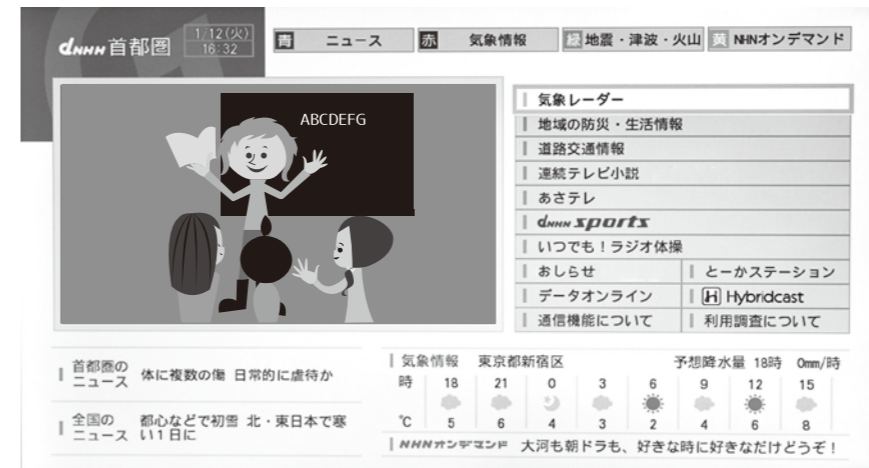 dNHN首都圏
1/12(火)
16:32
青 ニュース
赤 気象情報
緑 地震・津波・火山
黄 NHNオンデマンド
ABCDEFG
気象レーダー
地域の防災・生活情報
道路交通情報
連続テレビ小説
あさテレ
dNHN sports
いつでも！ラジオ体操
おしらせ
とーかステーション
データオンライン
H Hybridcast
通信機能について
利用調査について
首都圏の
ニュース
体に複数の傷 日常的に虐待か
全国の
ニュース
都心などで初雪 北・東日本で寒
い1日に
気象情報 東京都新宿区 予想降水量 18時 0mm/時
時 18 21 0 3 6 9 12 15
℃ 5 6 4 3 2 4 6 8
NHNオンデマンド 大河も朝ドラも、好きな時に好きなだけどうぞ！